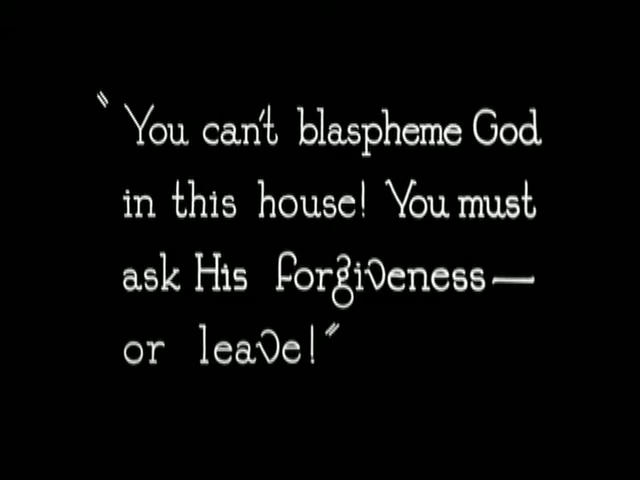 "You can't blaspheme God
in this house! You must
ask His forgiveness—
or leave!"